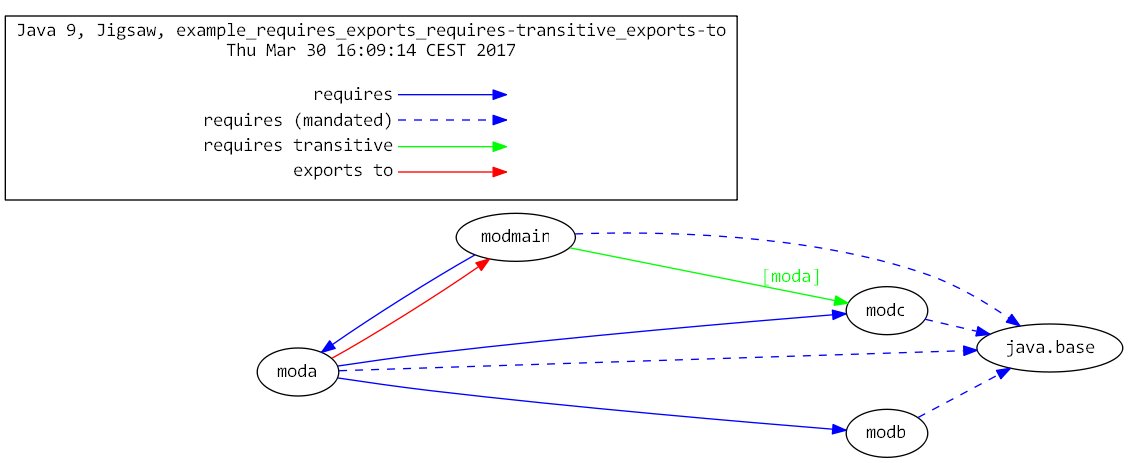 Java 9, Jigsaw, example_requires_exports_requires-transitive_exports-to
Thu Mar 30 16:09:14 CEST 2017
requires
requires (mandated)
requires transitive
exports to
modmain
[moda]
modc
java.base
moda
modb